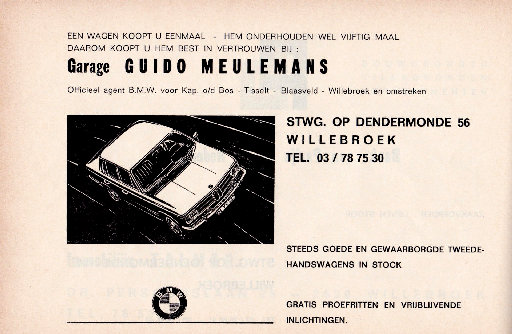 EEN WAGEN KOOPT U EENMAAL - HEM ONDERHOUDEN WEL VIJFTIG MAAL
DAAROM KOOPT U HEM BEST IN VERTROUWEN BIJ :
Garage GUIDO MEULEMANS
Officieel agent B.M.W. voor Kap. o/d Bos - Tisselt - Blaasveld - Willebroek en omstreken
STWG. OP DENDERMONDE 56
WILLEBROEK
TEL. 03 / 78 75 30
STEEDS GOEDE EN GEWAARBORGDE TWEEDE-
HANDSWAGENS IN STOCK
BMW
GRATIS PROEFRITTEN EN VRIJBLIJVENDE
INLICHTINGEN.